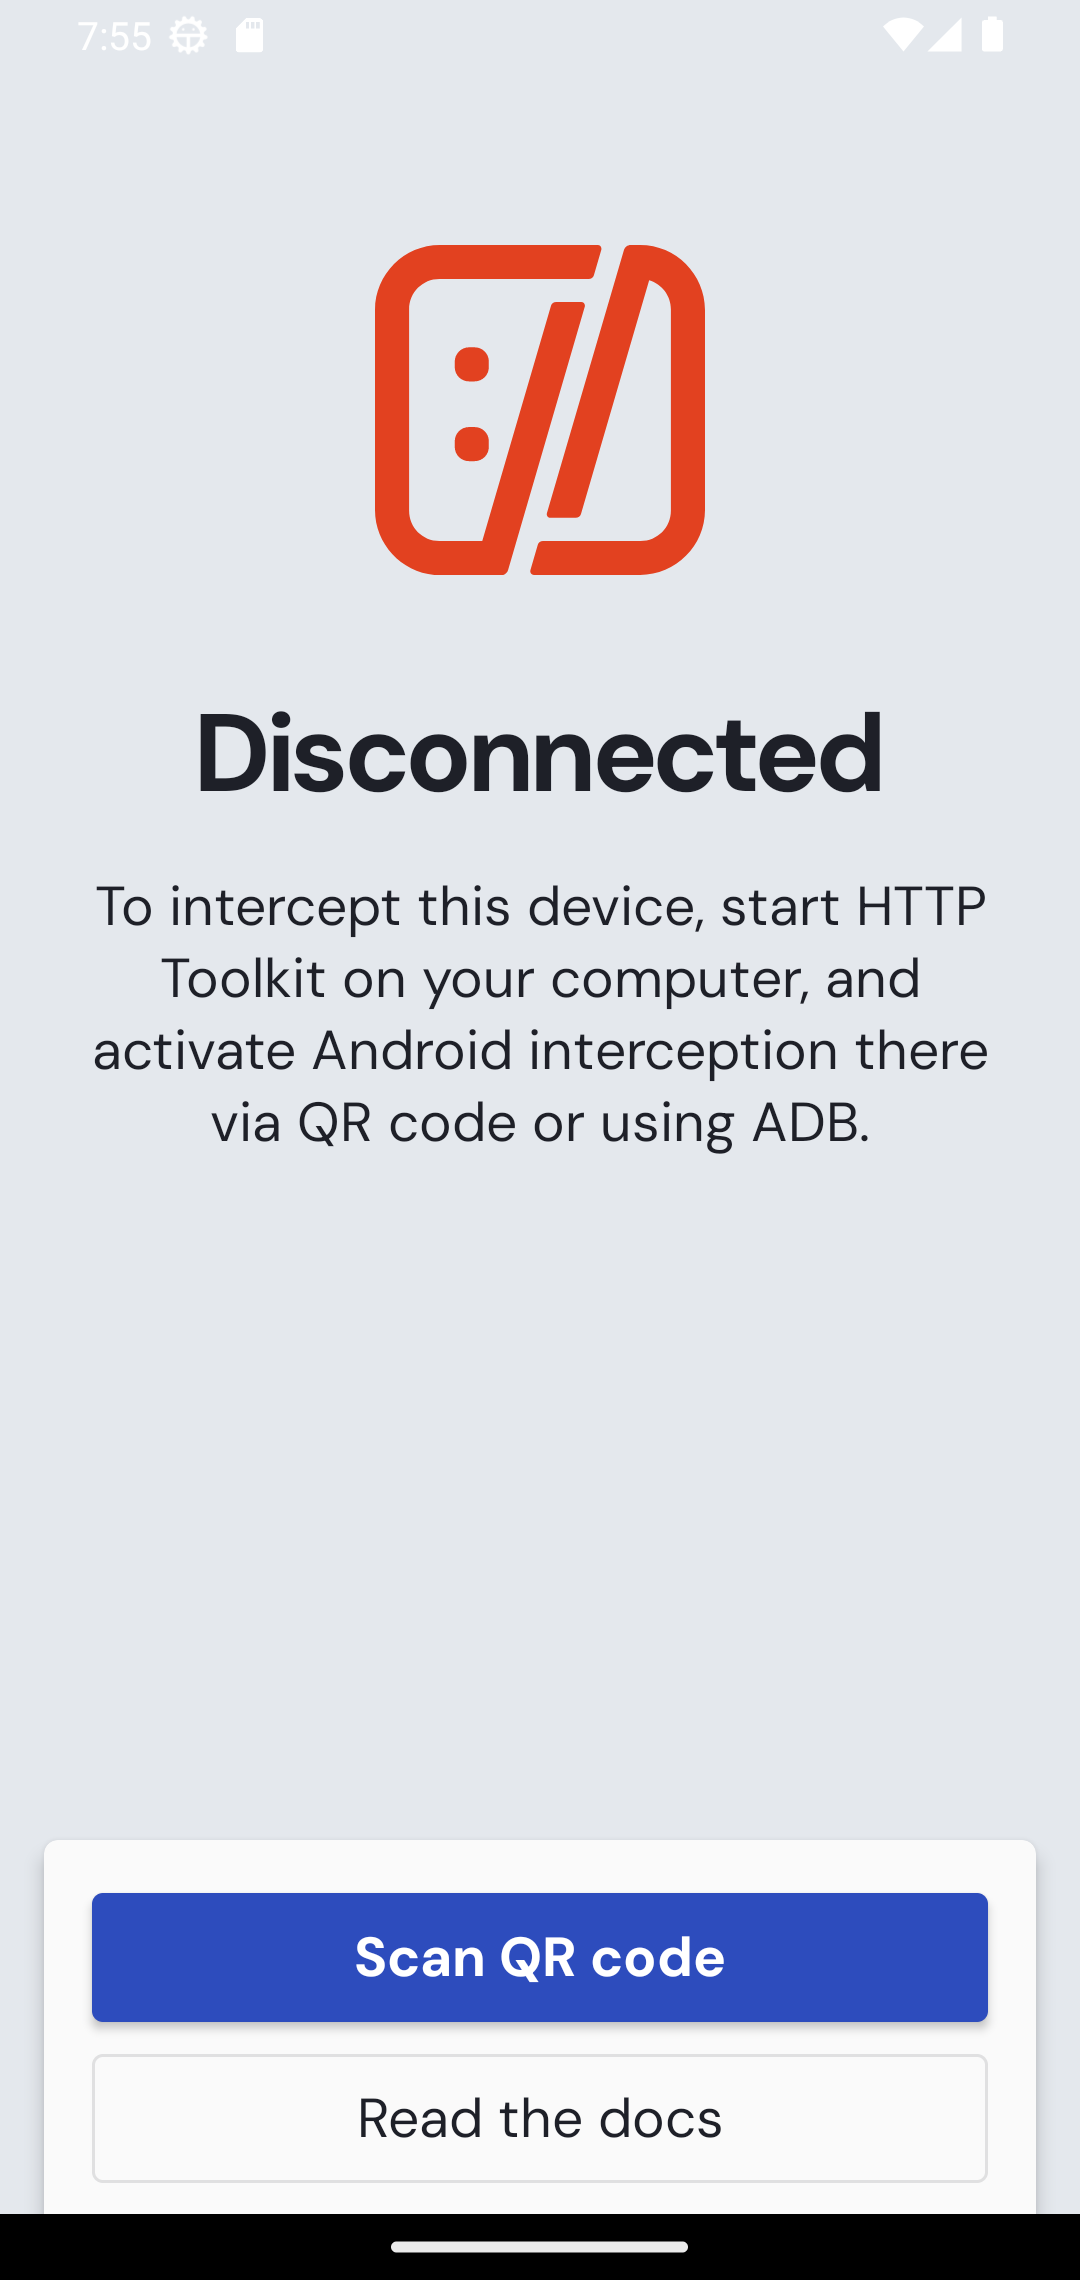 7:55
Disconnected
To intercept this device, start HTTP
Toolkit on your computer, and
activate Android interception there
via QR code or using ADB.
Scan QR code
Read the docs